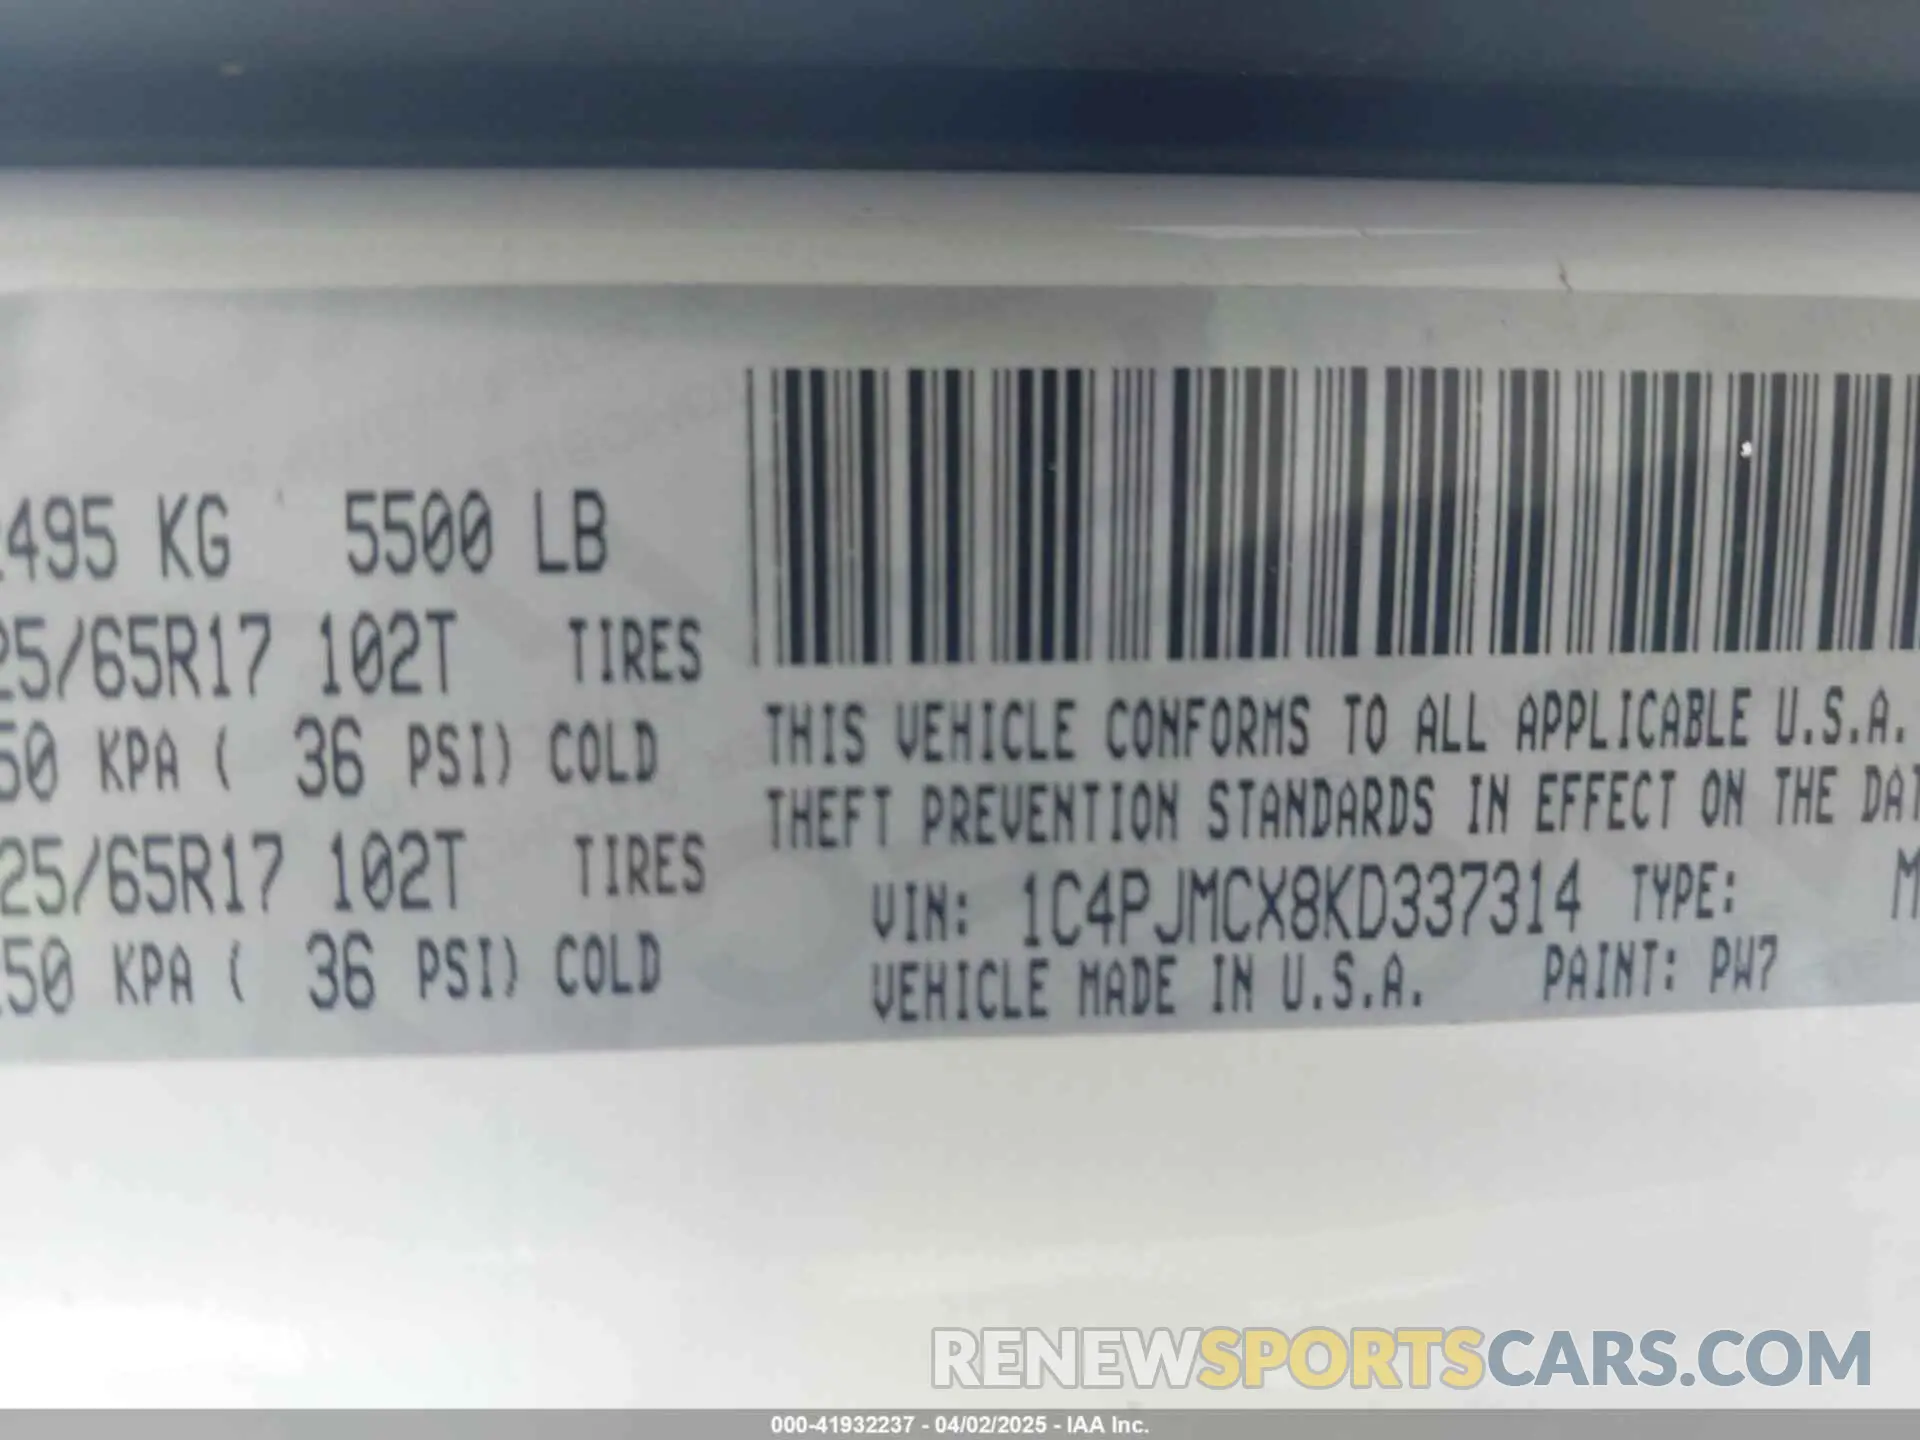 495 KG 5500 LB
25/65R17 102T TIRES
50 KPA ( 36 PSI) COLD
25/65R17 102T TIRES
250 KPA ( 36 PSI) COLD
THIS VEHICLE CONFORMS TO ALL APPLICABLE U.S.A.
THEFT PREVENTION STANDARDS IN EFFECT ON THE DAT
VIN: 1C4PJMCX8KD337314 TYPE: M
VEHICLE MADE IN U.S.A. PAINT: PW7
RENEWSPORTSCARS.COM
000-41932237 - 04/02/2025 - IAA Inc.